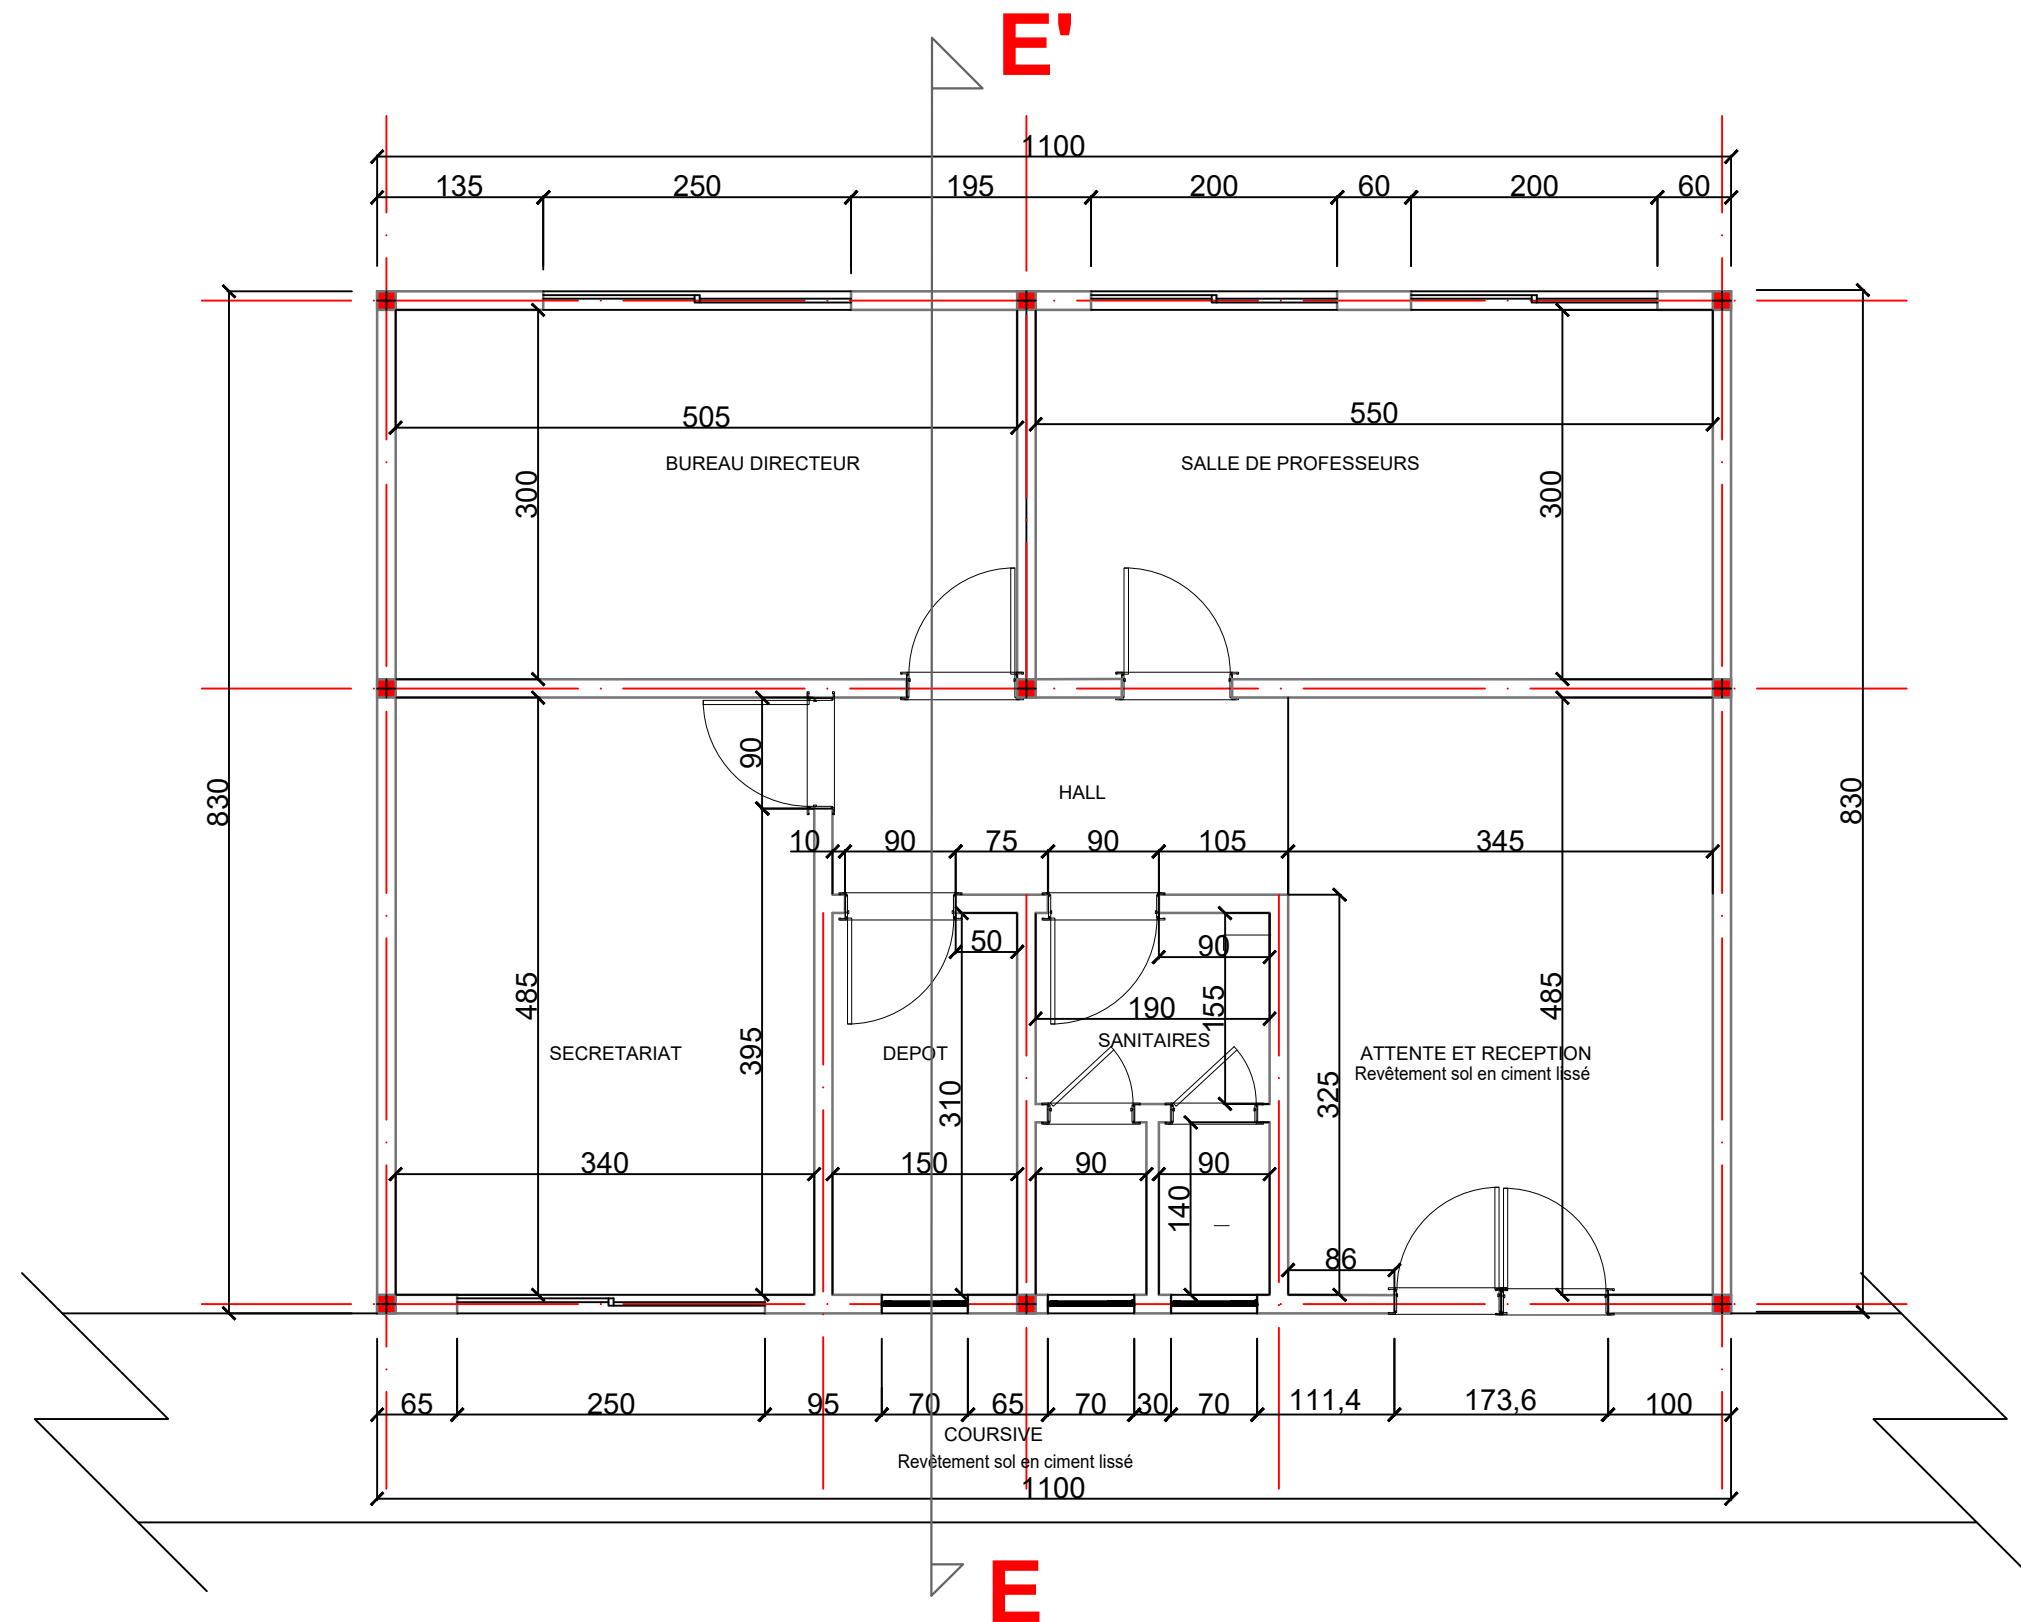 E'
1100
135 250 195 200 60 200 60
505 550
BUREAU DIRECTEUR SALLE DE PROFESSEURS
300 300
90
HALL
830 830
10 90 75 90 105 345
50 90
485 395 190 155 485
SECRETARIAT DEPOT SANITAIRES ATTENTE ET RECEPTION
Revêtement sol en ciment lissé
310 325
340 150 90 90
140
86
65 250 95 70 65 70 30 70 111,4 173,6 100
COURSIVE
Revêtement sol en ciment lissé
1100
E